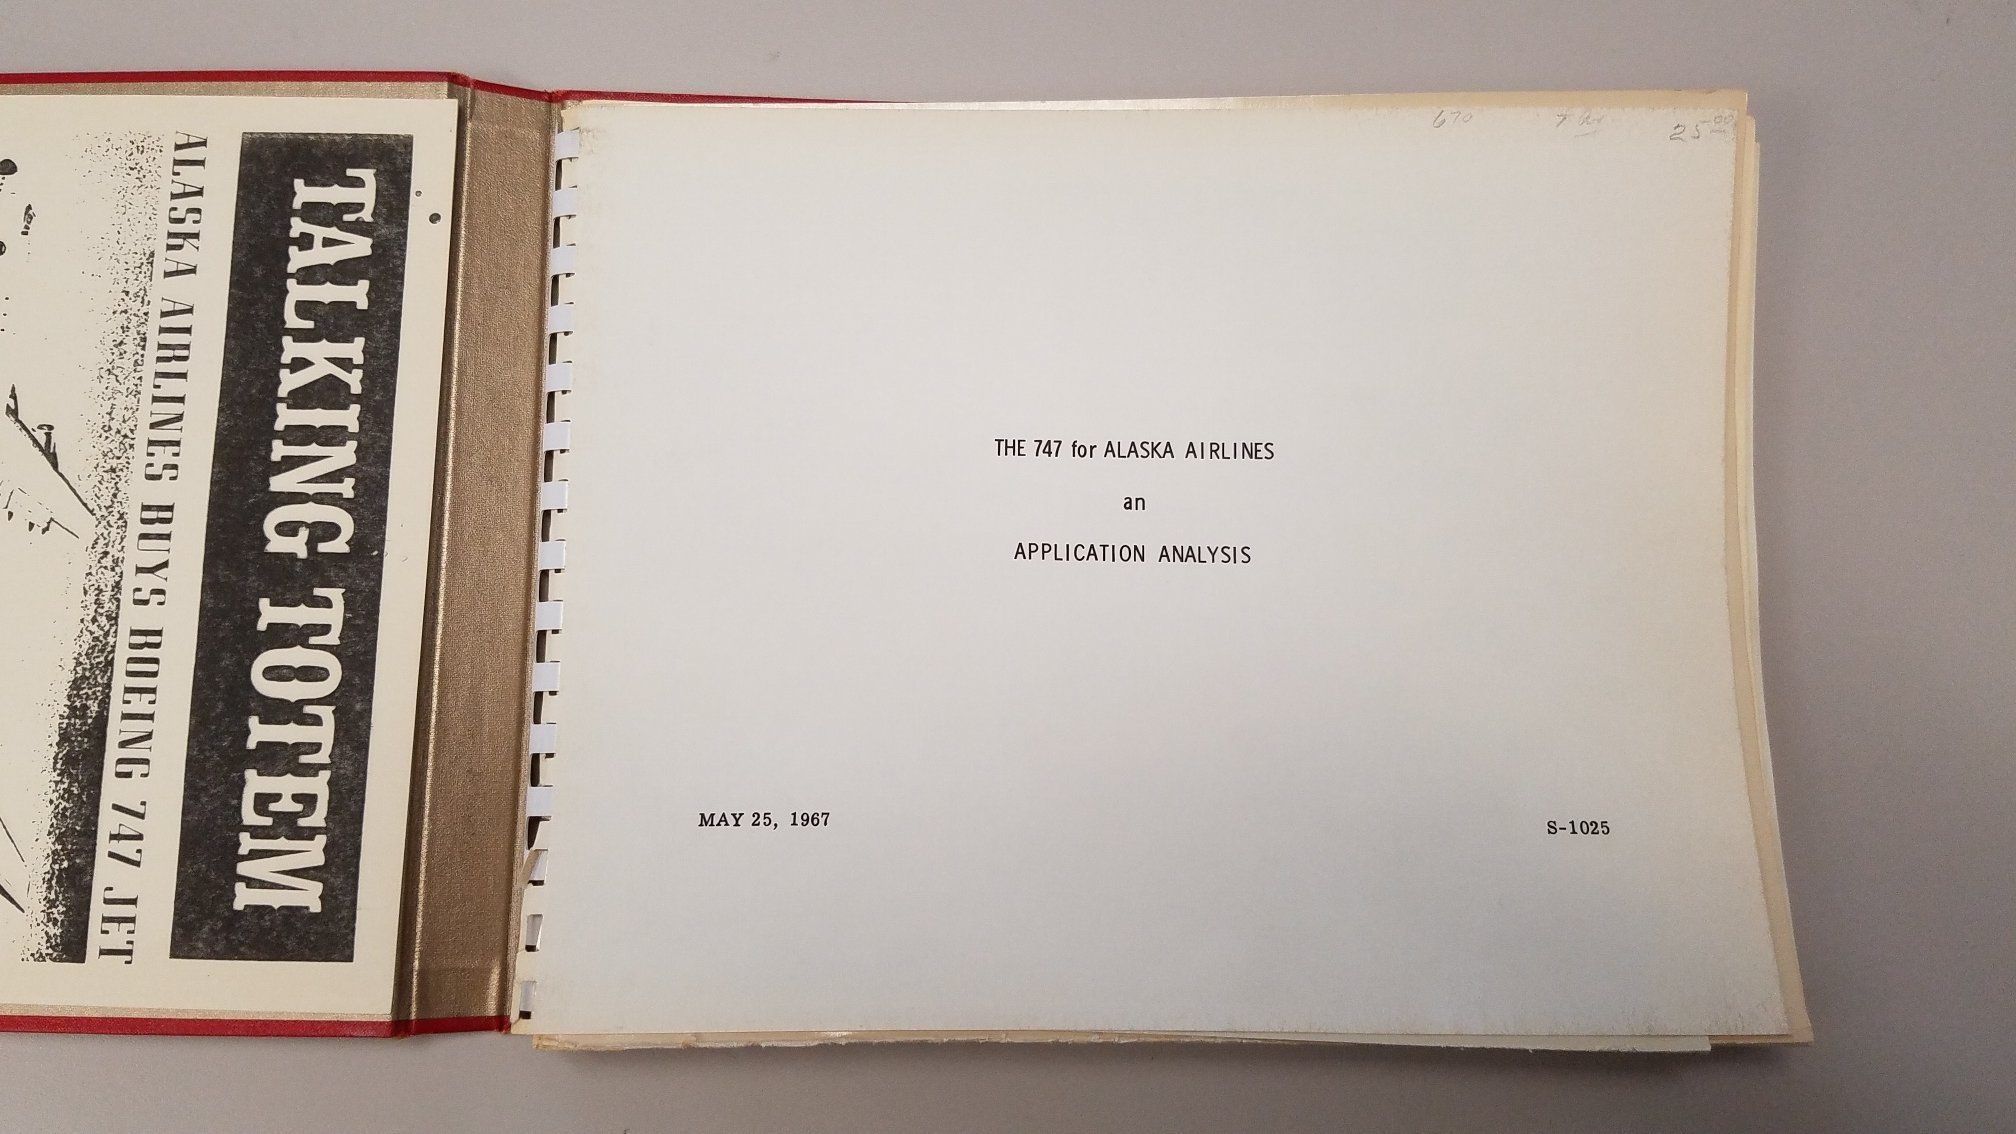 TALKING TOTEM
ALASKA AIRLINES BUYS BOEING 747 JET
670
25.00
THE 747 for ALASKA AIRLINES
an
APPLICATION ANALYSIS
MAY 25, 1967
S-1025